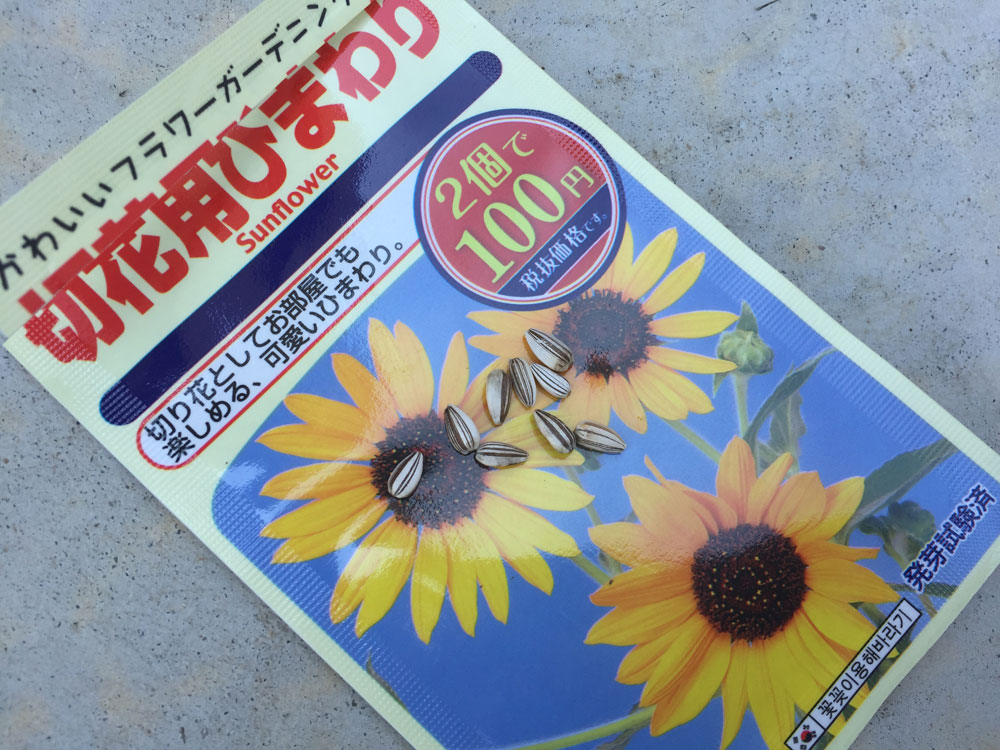 かわいいフラワーガーデニング
切花用ひまわり
Sunflower
切り花としてお部屋でも
楽しめる、可愛いひまわり。
2個で
100円
税抜価格です。
発芽試験済
꽃꽂이용해바라기